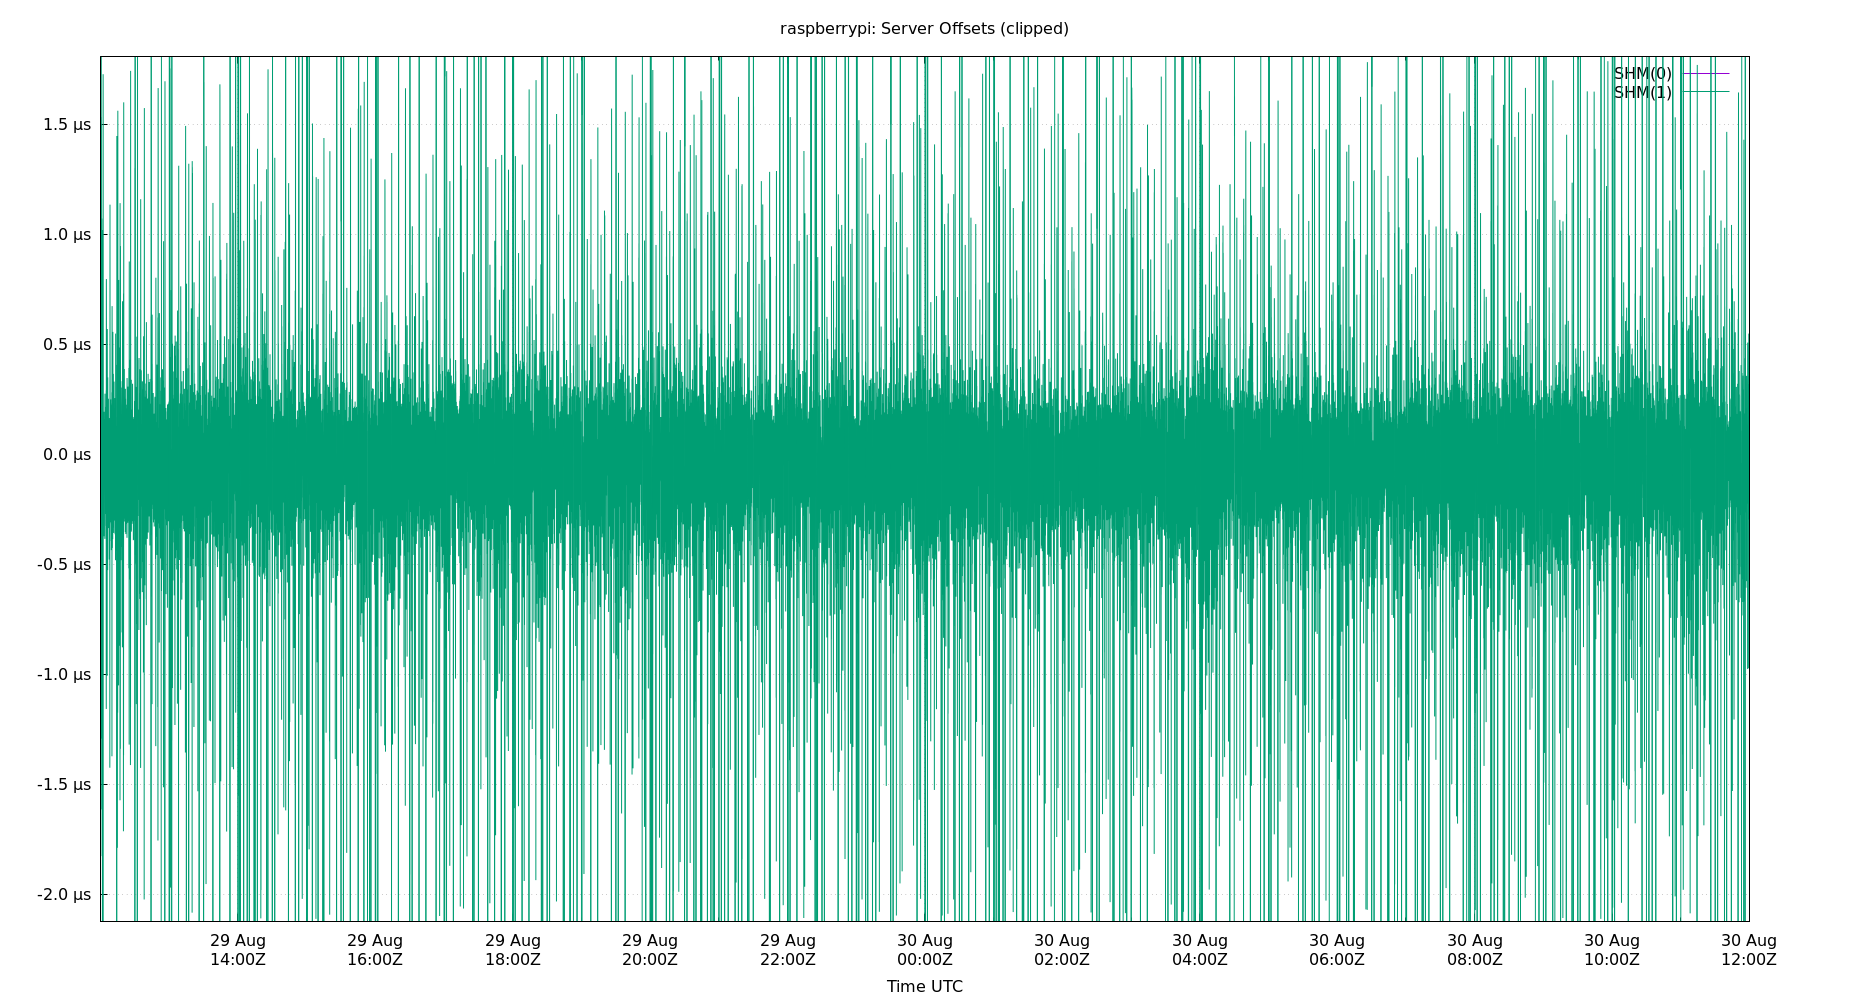 raspberrypi: Server Offsets (clipped)
SHM(0)
SHM(1)
1.5 µs
1.0 µs
0.5 µs
0.0 µs
-0.5 µs
-1.0 µs
-1.5 µs
-2.0 µs
29 Aug 29 Aug 29 Aug 29 Aug 29 Aug 30 Aug 30 Aug 30 Aug 30 Aug 30 Aug 30 Aug 30 Aug
14:00Z 16:00Z 18:00Z 20:00Z 22:00Z 00:00Z 02:00Z 04:00Z 06:00Z 08:00Z 10:00Z 12:00Z
Time UTC